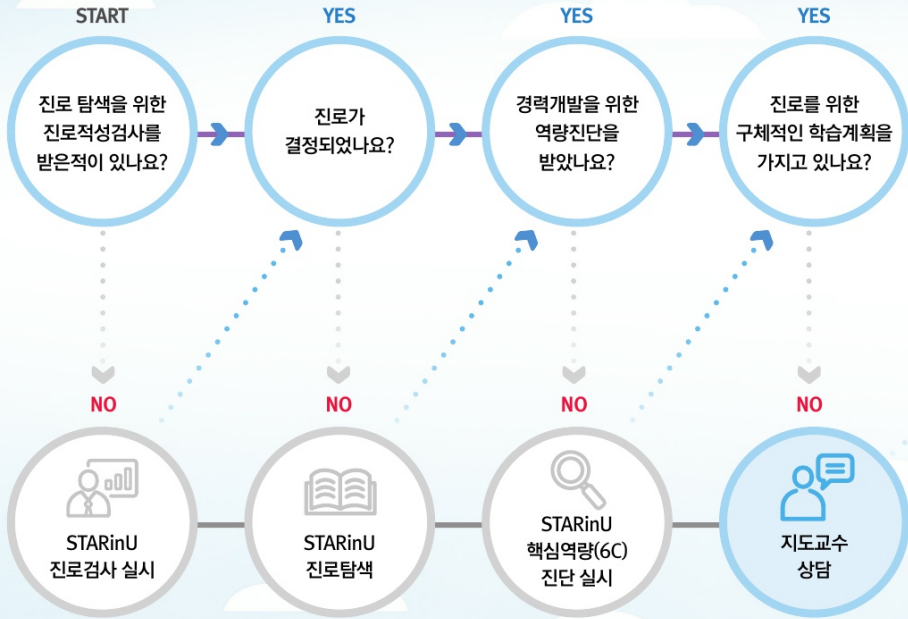 START
YES
YES
YES
진로 탐색을 위한
진로적성검사를
받은적이 있나요?
진로가
결정되었나요?
경력개발을 위한
역량진단을
받았나요?
진로를 위한
구체적인 학습계획을
가지고 있나요?
NO
NO
NO
NO
STARinU
진로검사 실시
STARinU
진로탐색
STARinU
핵심역량(6C)
진단 실시
지도교수
상담